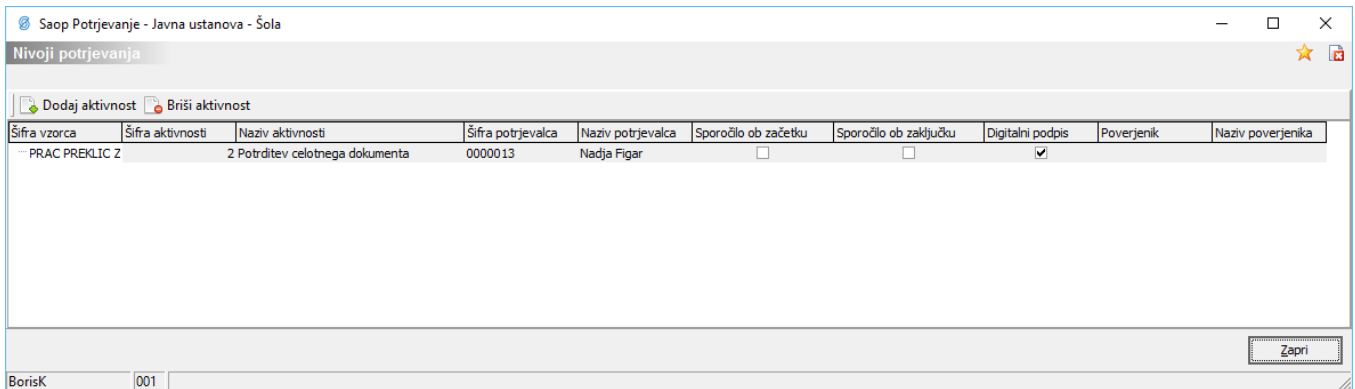 Saop Potrjevanje - Javna ustanova - Šola
Nivoji potrjevanja
Dodaj aktivnost Briši aktivnost
Šifra vzorca Šifra aktivnosti Naziv aktivnosti Šifra potrjevalca Naziv potrjevalca Sporočilo ob začetku Sporočilo ob zaključku Digitalni podpis Poverjenik Naziv poverjenika
PRAC PREKLIC Z 2 Potrditev celotnega dokumenta 0000013 Nadja Figar
Zapri
BorisK 001